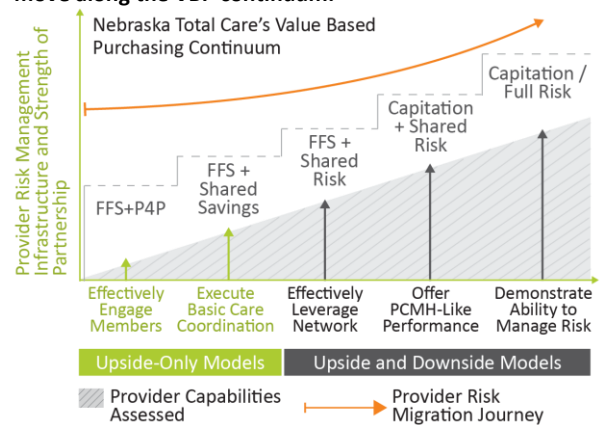 move along the VBP continuum.
Nebraska Total Care's Value Based
Purchasing Continuum
Provider Risk Management
Infrastructure and Strength of
Partnership
FFS+P4P
FFS +
Shared
Savings
FFS +
Shared
Risk
Capitation
+ Shared
Risk
Capitation /
Full Risk
Effectively
Engage
Members
Execute
Basic Care
Coordination
Effectively
Leverage
Network
Offer
PCMH-Like
Performance
Demonstrate
Ability to
Manage Risk
Upside-Only Models
Upside and Downside Models
Provider Capabilities
Assessed
Provider Risk
Migration Journey